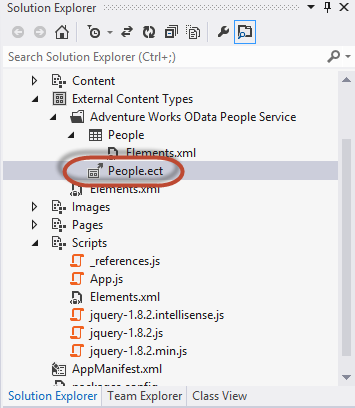 Solution Explorer
Search Solution Explorer (Ctrl+;)
Content
External Content Types
Adventure Works OData People Service
People
Elements.xml
People.ect
Elements.xml
Images
Pages
Scripts
_references.js
App.js
Elements.xml
jquery-1.8.2.intellisense.js
jquery-1.8.2.js
jquery-1.8.2.min.js
AppManifest.xml
packages.config
Solution Explorer Team Explorer Class View